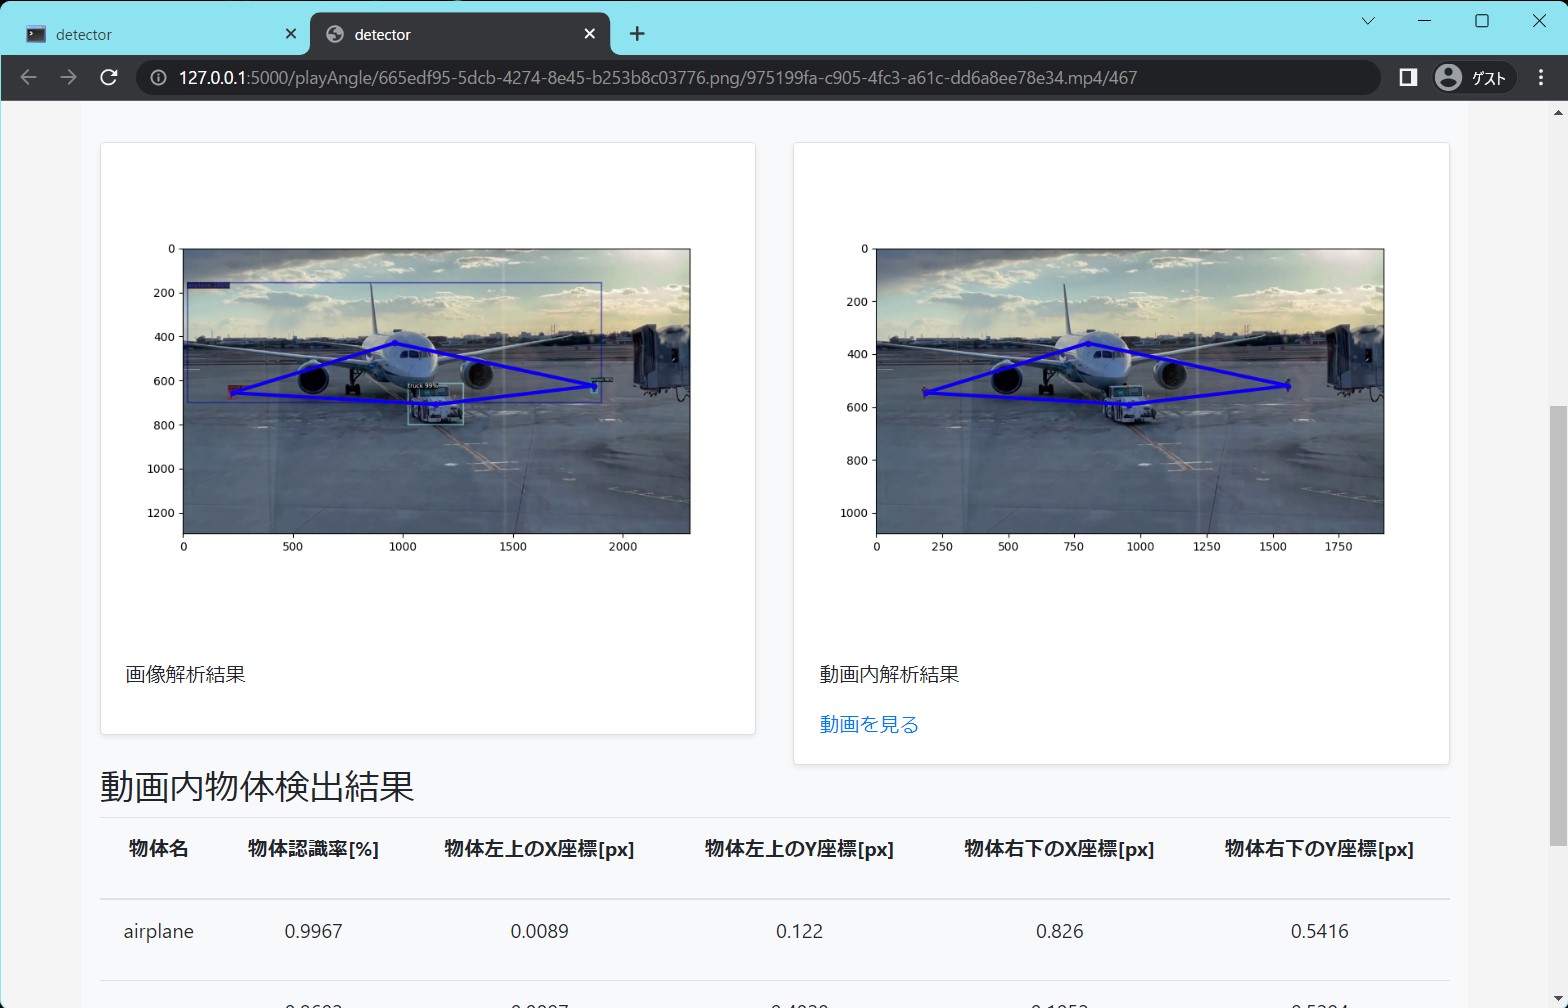 detector
detector
127.0.0.1:5000/playAngle/665edf95-5dcb-4274-8e45-b253b8c03776.png/975199fa-c905-4fc3-a61c-dd6a8ee78e34.mp4/467
ゲスト
0
200
400
600
800
1000
1200
0 500 1000 1500 2000
truck 99%
画像解析結果
0
200
400
600
800
1000
0 250 500 750 1000 1250 1500 1750
動画内解析結果
動画を見る
動画内物体検出結果
物体名 物体認識率[%] 物体左上のX座標[px] 物体左上のY座標[px] 物体右下のX座標[px] 物体右下のY座標[px]
airplane 0.9967 0.0089 0.122 0.826 0.5416